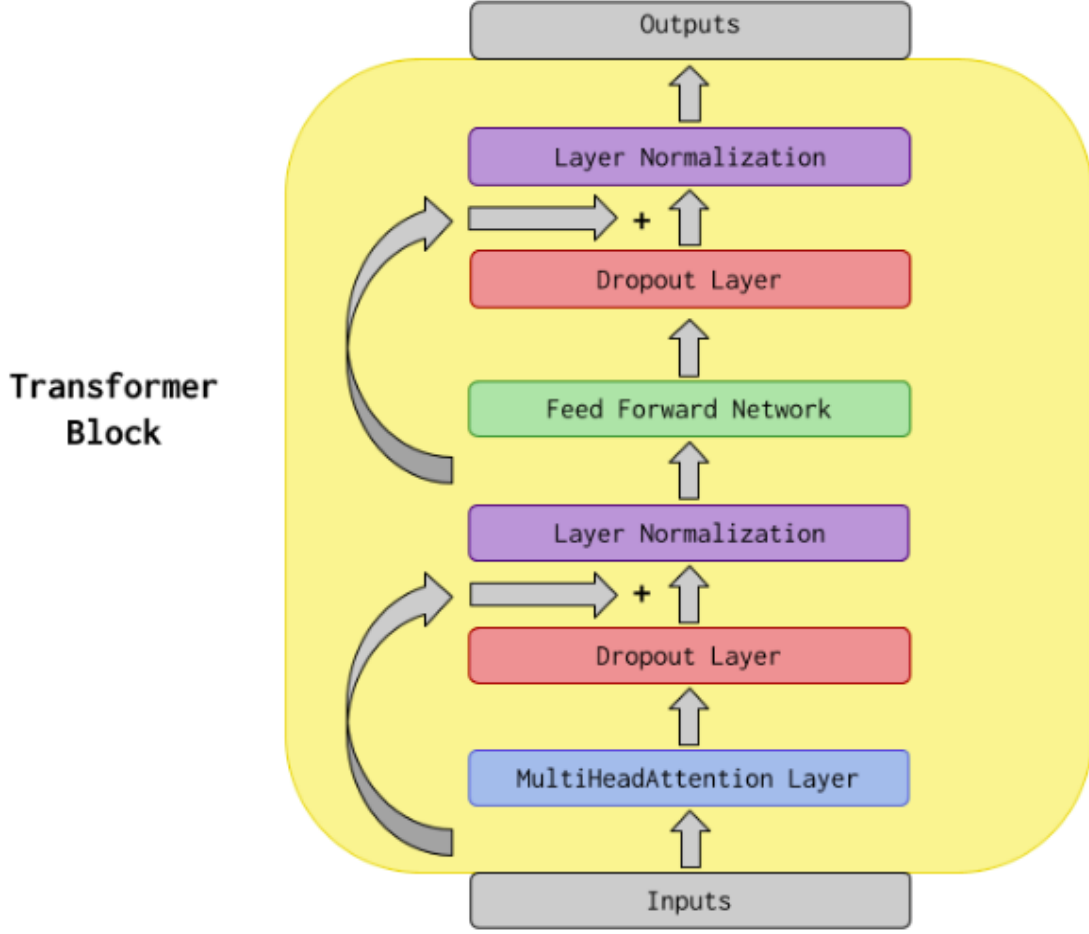 Outputs
Layer Normalization
+
Dropout Layer
Transformer
Block
Feed Forward Network
Layer Normalization
+
Dropout Layer
MultiHeadAttention Layer
Inputs